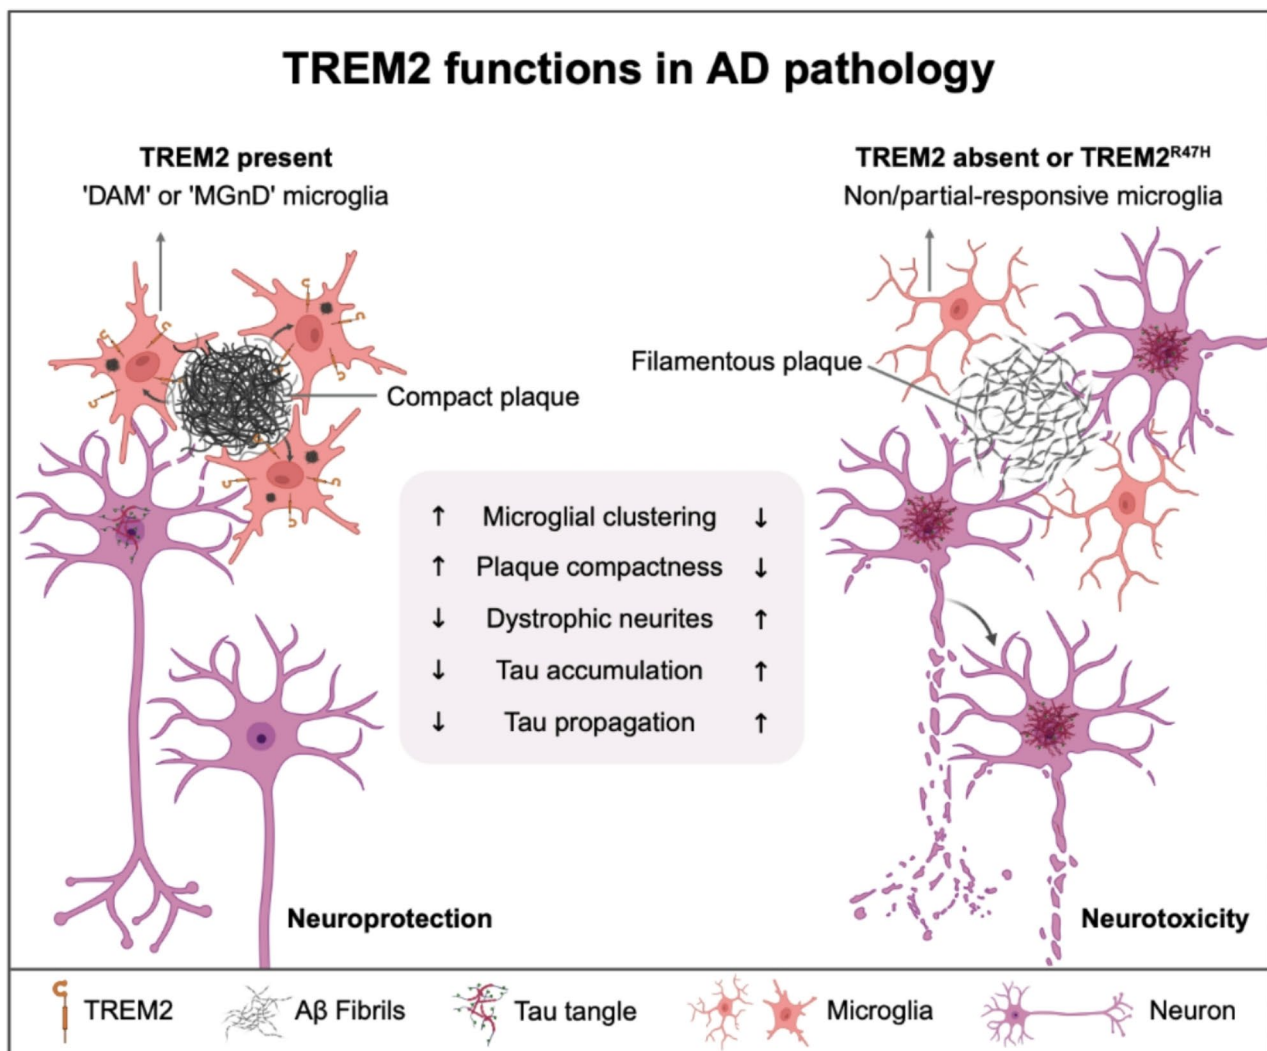 TREM2 functions in AD pathology
TREM2 present
'DAM' or 'MGnD' microglia
TREM2 absent or TREM2R47H
Non/partial-responsive microglia
Compact plaque
Filamentous plaque
↑ Microglial clustering ↓
↑ Plaque compactness ↓
↓ Dystrophic neurites ↑
↓ Tau accumulation ↑
↓ Tau propagation ↑
Neuroprotection
Neurotoxicity
TREM2
Aβ Fibrils
Tau tangle
Microglia
Neuron